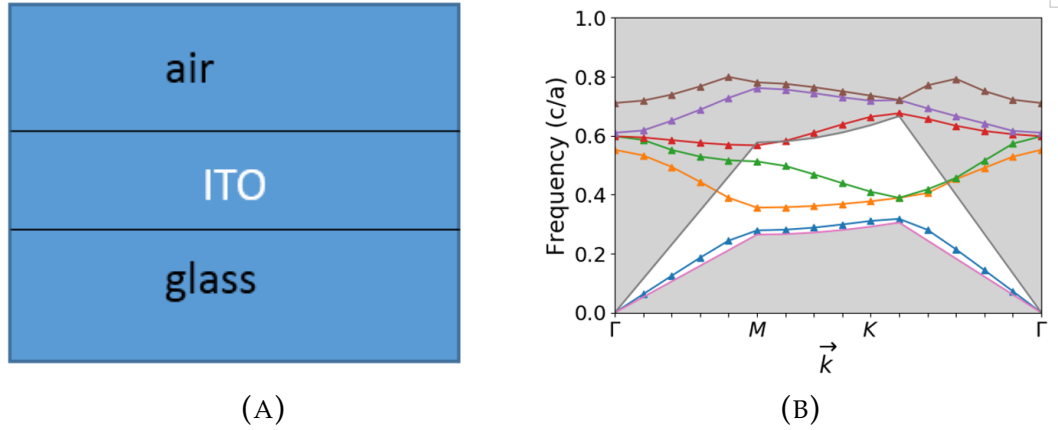 air
ITO
glass
(A)
Frequency (c/a)
1.0
0.8
0.6
0.4
0.2
0.0
Γ M K Γ
k
(B)